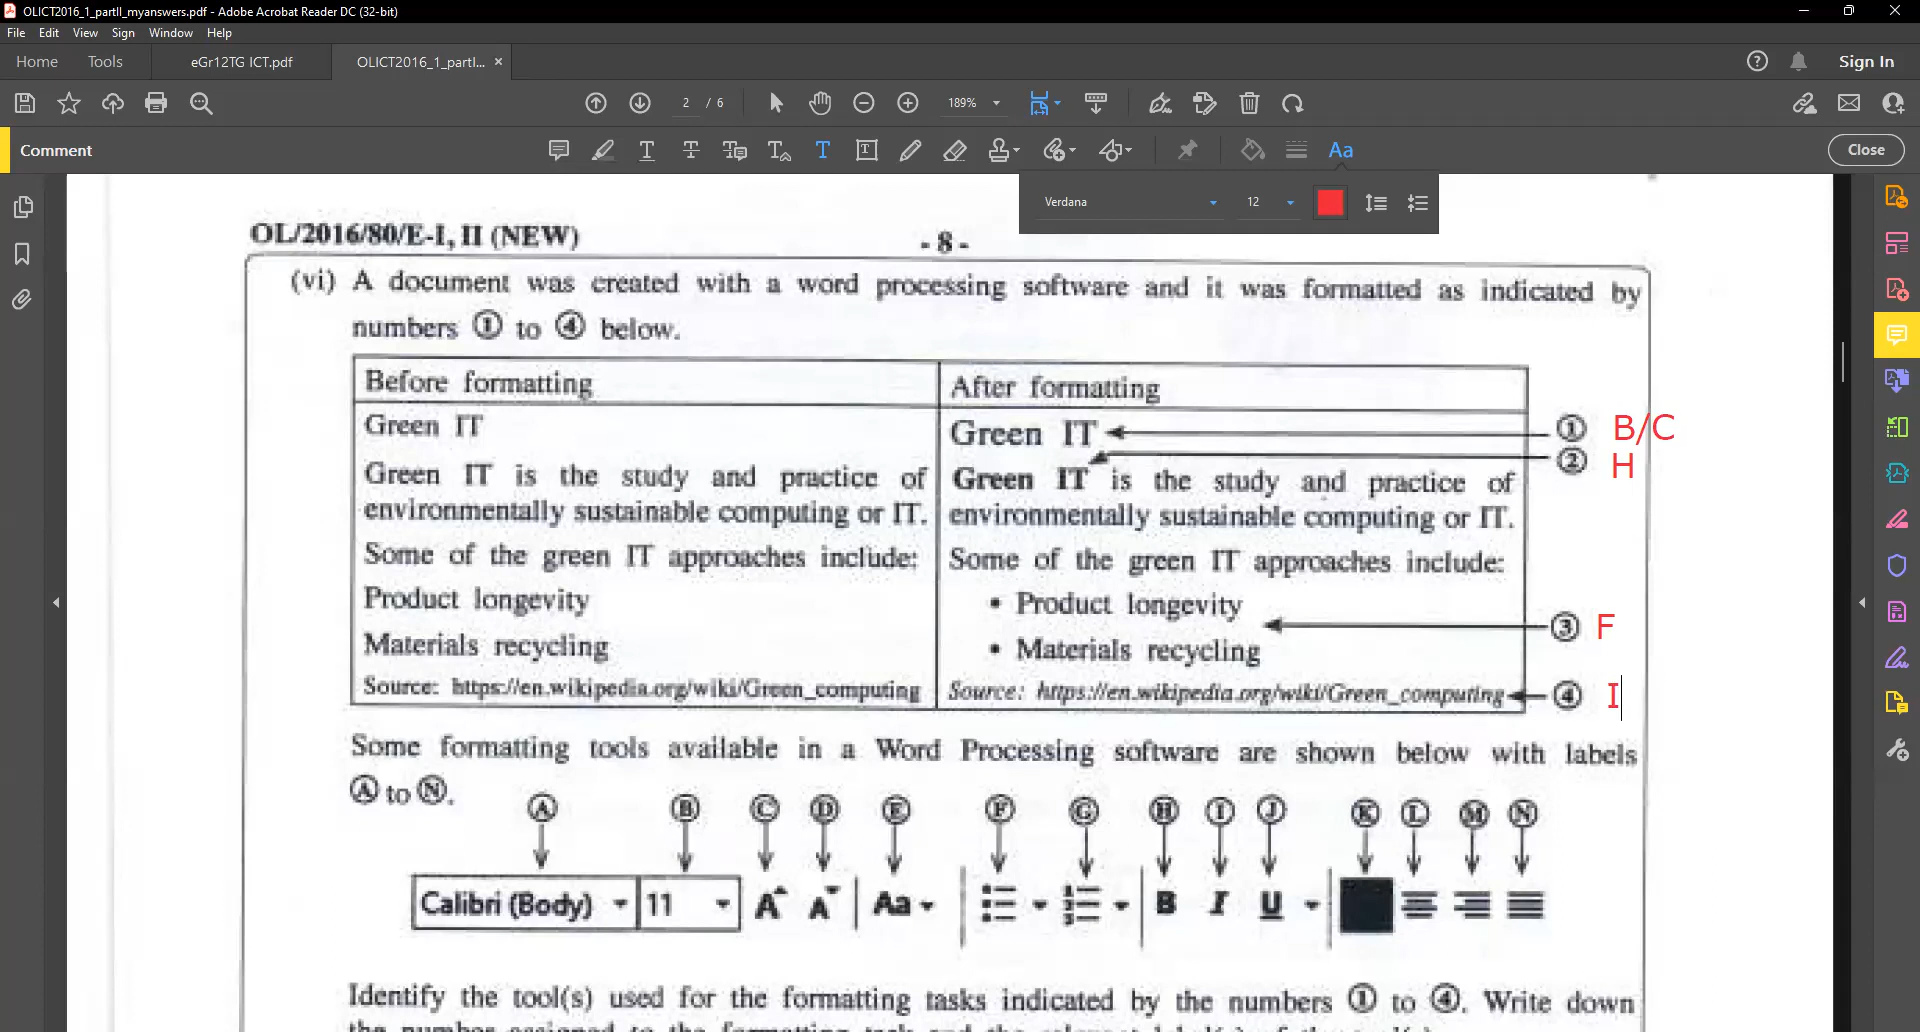 OLICT2016_1_partII_myanswers.pdf - Adobe Acrobat Reader DC (32-bit)
File Edit View Sign Window Help
Home Tools eGr12TG ICT.pdf OLICT2016_1_partI... × Sign In
2 / 6 189%
Comment Close
Verdana 12
OL/2016/80/E-I, II (NEW) - 8 -
(vi) A document was created with a word processing software and it was formatted as indicated by
numbers ① to ④ below.
Before formatting After formatting
Green IT Green IT ① B/C
② H
Green IT is the study and practice of Green IT is the study and practice of
environmentally sustainable computing or IT. environmentally sustainable computing or IT.
Some of the green IT approaches include: Some of the green IT approaches include:
Product longevity • Product longevity ③ F
Materials recycling • Materials recycling
Source: https://en.wikipedia.org/wiki/Green_computing Source: https://en.wikipedia.org/wiki/Green_computing ④ I
Some formatting tools available in a Word Processing software are shown below with labels
Ⓐ to Ⓝ.
Ⓐ Ⓑ Ⓒ Ⓓ Ⓔ Ⓕ Ⓖ Ⓗ Ⓘ Ⓙ Ⓚ Ⓛ Ⓜ Ⓝ
Calibri (Body) 11 A A Aa B I U
Identify the tool(s) used for the formatting tasks indicated by the numbers ① to ④. Write down